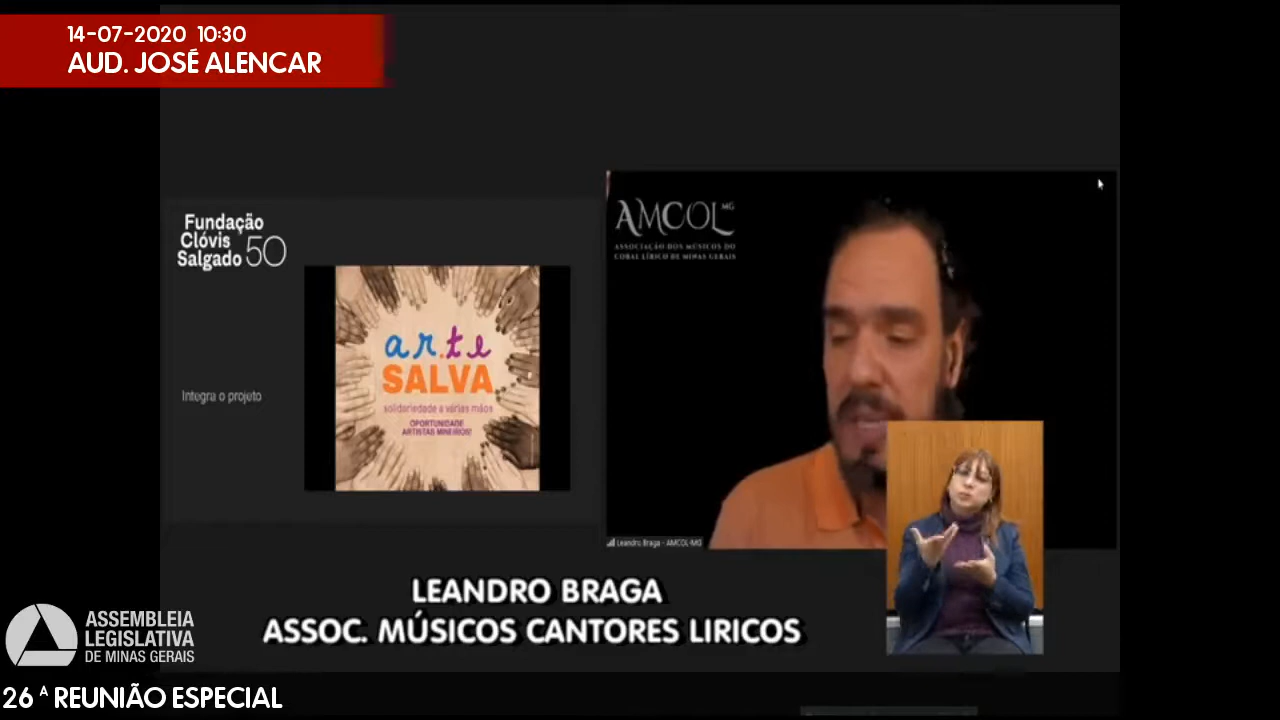 14-07-2020 10:30
AUD. JOSÉ ALENCAR
Fundação
Clóvis
Salgado 50
Integra o projeto
ar.te
SALVA
solidariedade a várias mãos
OPORTUNIDADE
ARTISTAS MINEIROS!
AMCOL MG
ASSOCIAÇÃO DOS MÚSICOS DO
CORAL LÍRICO DE MINAS GERAIS
Leandro Braga - AMCOL-MG
LEANDRO BRAGA
ASSOC. MÚSICOS CANTORES LIRICOS
ASSEMBLEIA
LEGISLATIVA
DE MINAS GERAIS
26ª REUNIÃO ESPECIAL